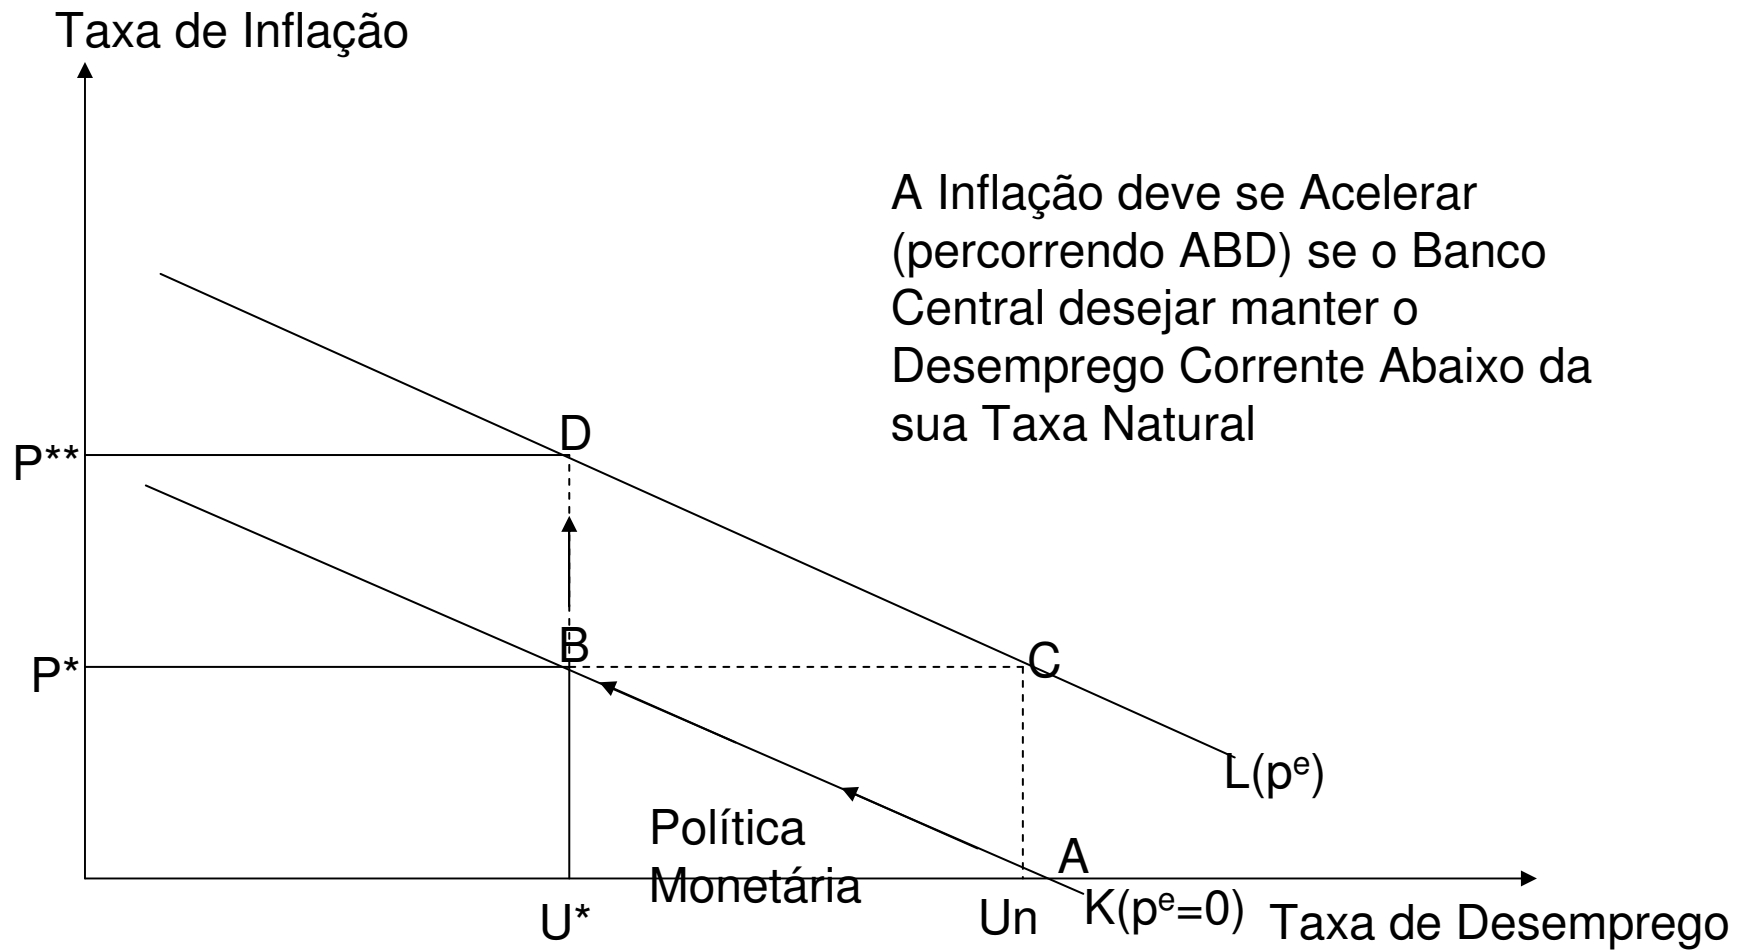 Taxa de Inflação
A Inflação deve se Acelerar
(percorrendo ABD) se o Banco
Central desejar manter o
Desemprego Corrente Abaixo da
sua Taxa Natural
D
P**
B
C
P*
L(pᵉ)
Política
Monetária
A
U*
Un
K(pᵉ=0)
Taxa de Desemprego